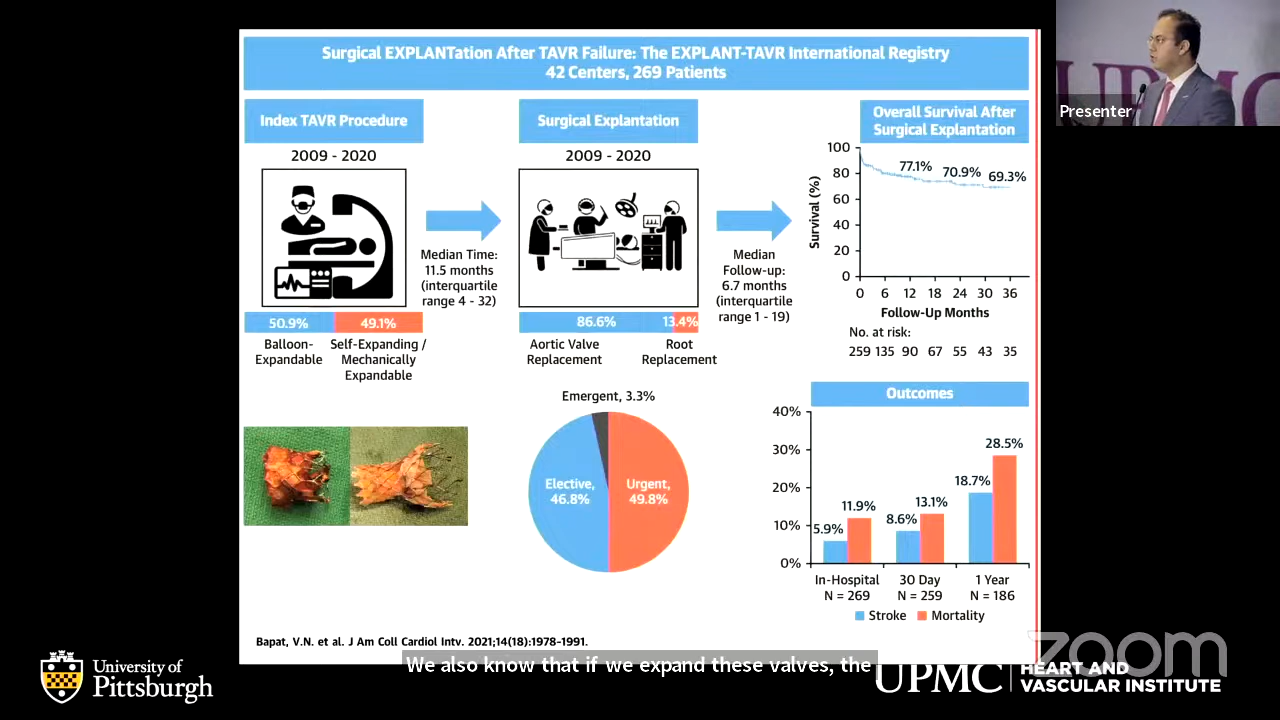 Surgical EXPLANTation After TAVR Failure: The EXPLANT-TAVR International Registry
42 Centers, 269 Patients
Index TAVR Procedure
2009 - 2020
50.9%
49.1%
Balloon-
Expandable
Self-Expanding /
Mechanically
Expandable
Median Time:
11.5 months
(interquartile
range 4 - 32)
Surgical Explantation
2009 - 2020
86.6%
13.4%
Aortic Valve
Replacement
Root
Replacement
Median
Follow-up:
6.7 months
(interquartile
range 1 - 19)
Overall Survival After
Surgical Explantation
Survival (%)
100
80
60
40
20
0
77.1%
70.9%
69.3%
0 6 12 18 24 30 36
Follow-Up Months
No. at risk:
259 135 90 67 55 43 35
Emergent, 3.3%
Elective,
46.8%
Urgent,
49.8%
Outcomes
40%
30%
20%
10%
0%
5.9%
11.9%
8.6%
13.1%
18.7%
28.5%
In-Hospital
N = 269
30 Day
N = 259
1 Year
N = 186
Stroke
Mortality
Bapat, V.N. et al. J Am Coll Cardiol Intv. 2021;14(18):1978-1991.
We also know that if we expand these valves, the
University of
Pittsburgh
UPMC
HEART AND
VASCULAR INSTITUTE
zoom
UPMC
Presenter